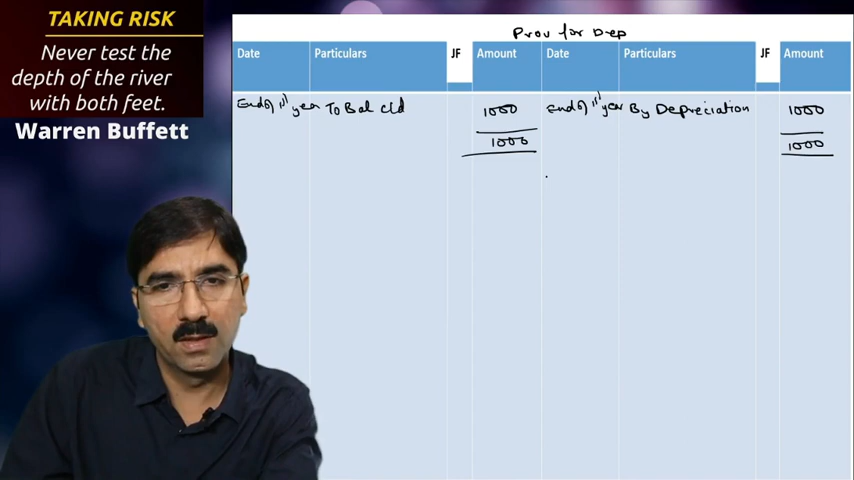 TAKING RISK
Never test the
depth of the river
with both feet.
Warren Buffett
Prov for Dep
Date Particulars JF Amount Date Particulars JF Amount
End of 1st year To Bal c/d 1000 End of 1st year By Depreciation 1000
1000 1000